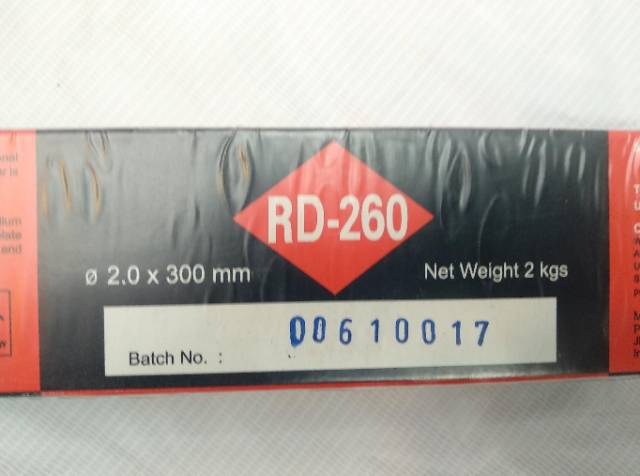 RD-260
ø 2.0 x 300 mm
Net Weight 2 kgs
00610017
Batch No. :